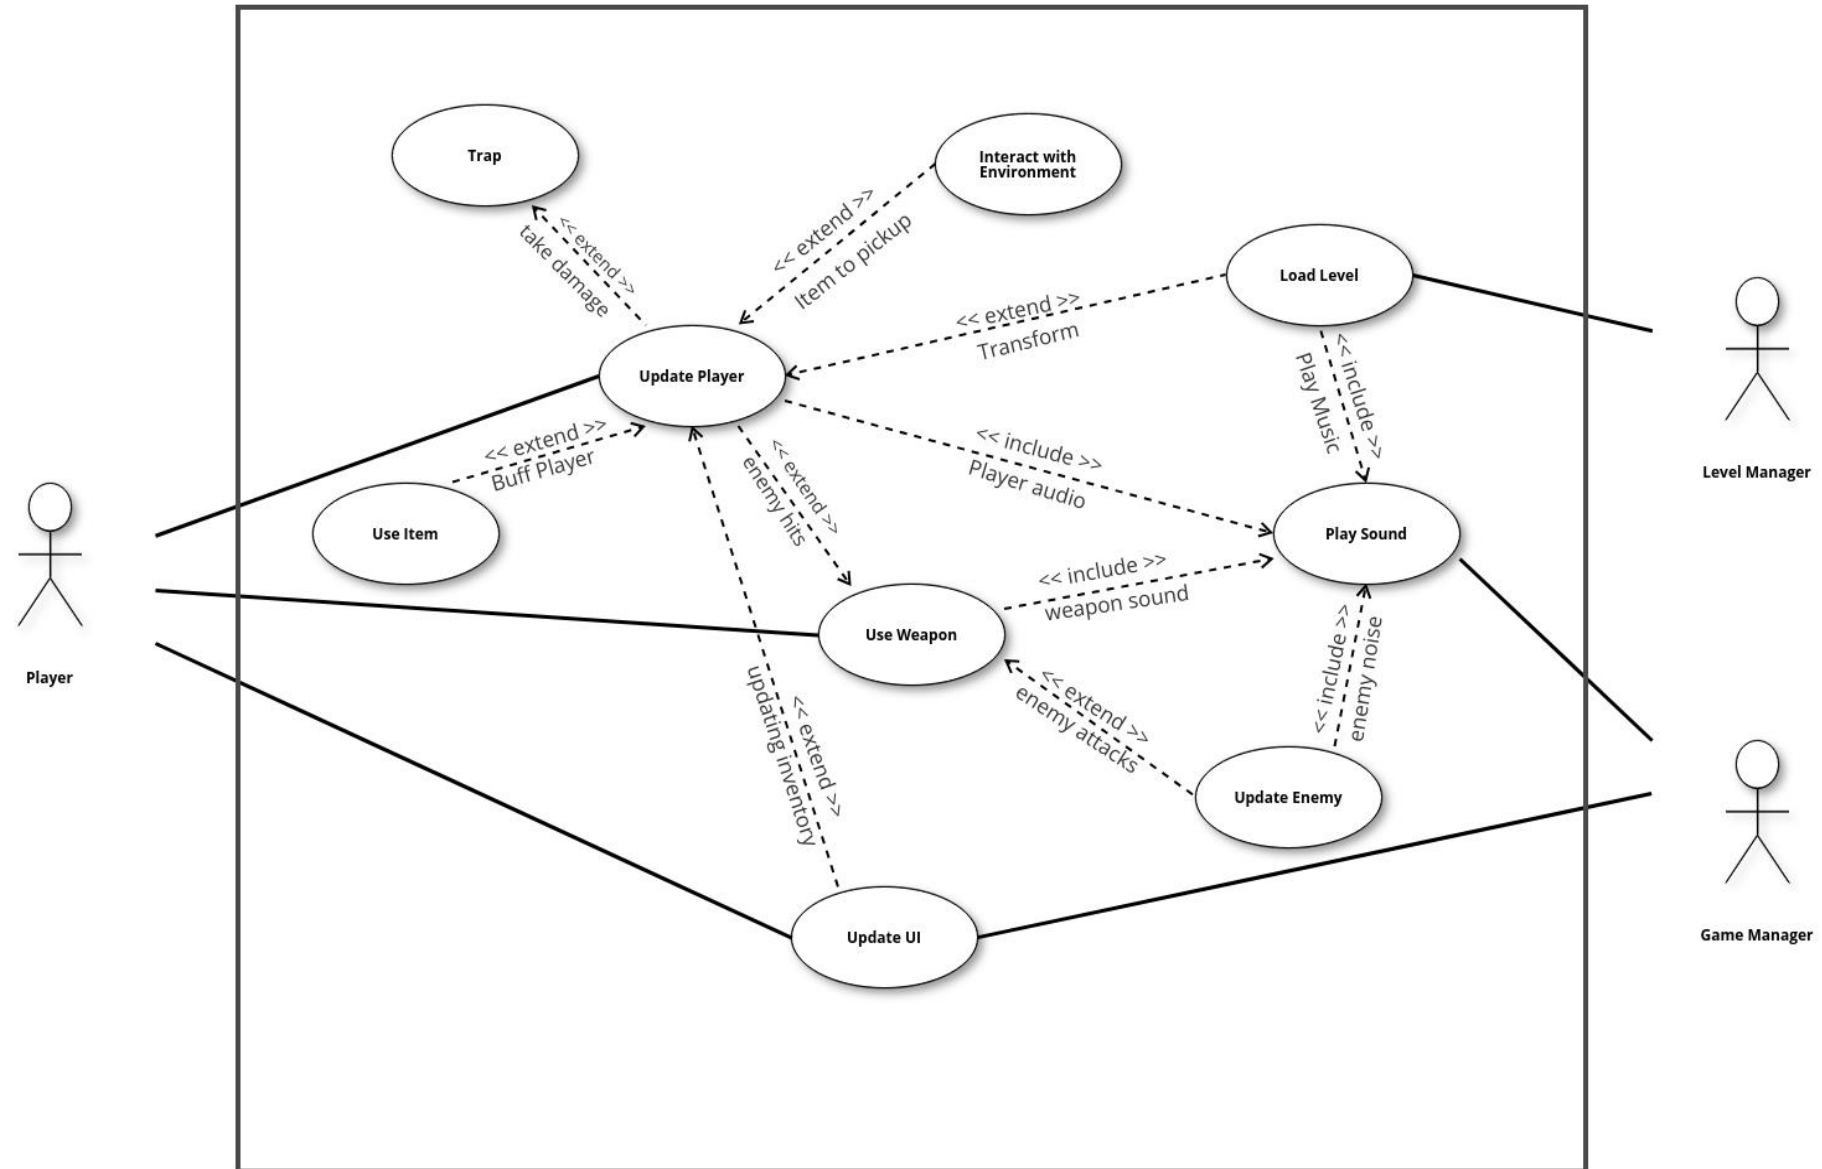 Trap
Interact with
Environment
<< extend >>
take damage
<< extend >>
Item to pickup
Load Level
<< extend >>
Transform
Update Player
<< include >>
Play Music
<< extend >>
Buff Player
<< extend >>
enemy hits
<< include >>
Player audio
Level Manager
Use Item
Play Sound
<< include >>
weapon sound
Use Weapon
Player
<< extend >>
updating inventory
<< extend >>
enemy attacks
<< include >>
enemy noise
Update Enemy
Update UI
Game Manager